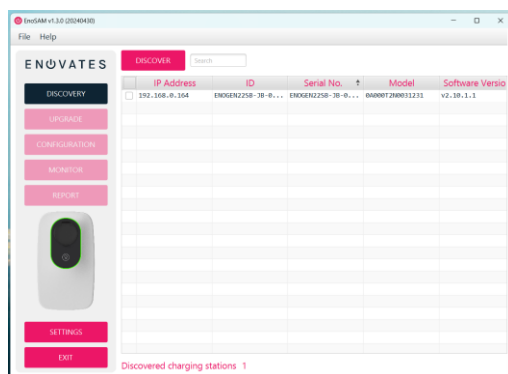 EnoSAM v1.3.0 (20240430)
File Help
ENOVATES
DISCOVER
Search
DISCOVERY
UPGRADE
CONFIGURATION
MONITOR
REPORT
SETTINGS
EXIT
IP Address ID Serial No. Model Software Versio
192.168.0.164 ENOGEN22SB-JB-0... ENOGEN22SB-JB-0... 0A000T2N0031231 v2.10.1.1
Discovered charging stations 1